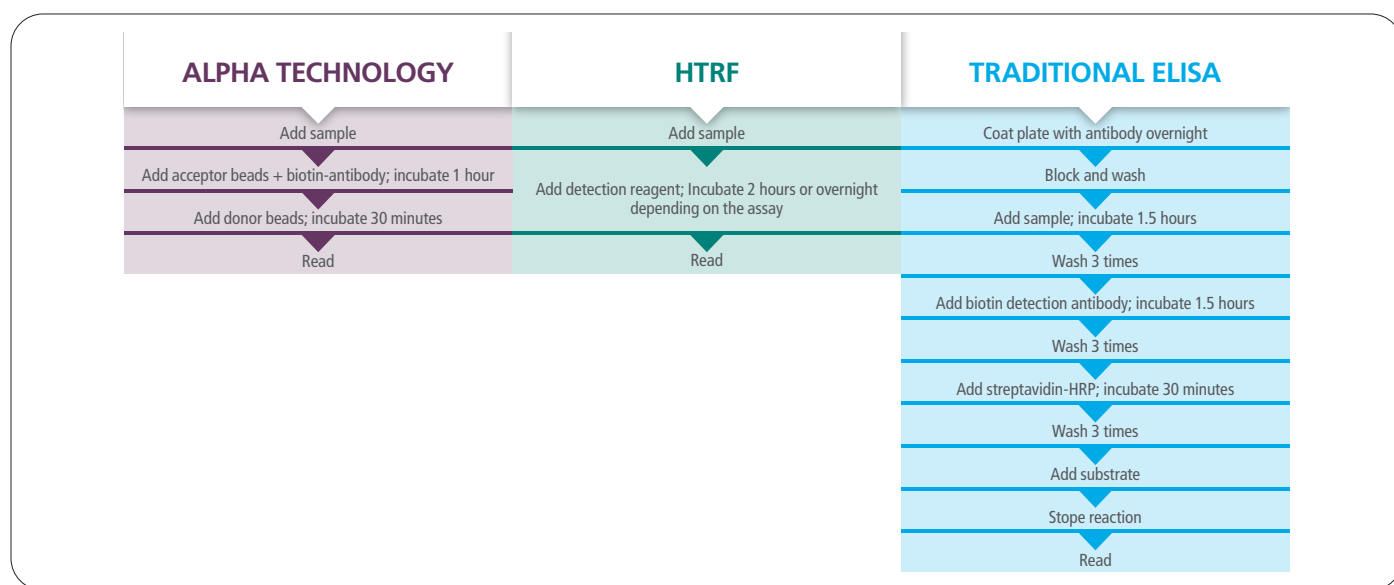 ALPHA TECHNOLOGY
Add sample
Add acceptor beads + biotin-antibody; incubate 1 hour
Add donor beads; incubate 30 minutes
Read
HTRF
Add sample
Add detection reagent; Incubate 2 hours or overnight
depending on the assay
Read
TRADITIONAL ELISA
Coat plate with antibody overnight
Block and wash
Add sample; incubate 1.5 hours
Wash 3 times
Add biotin detection antibody; incubate 1.5 hours
Wash 3 times
Add streptavidin-HRP; incubate 30 minutes
Wash 3 times
Add substrate
Stope reaction
Read